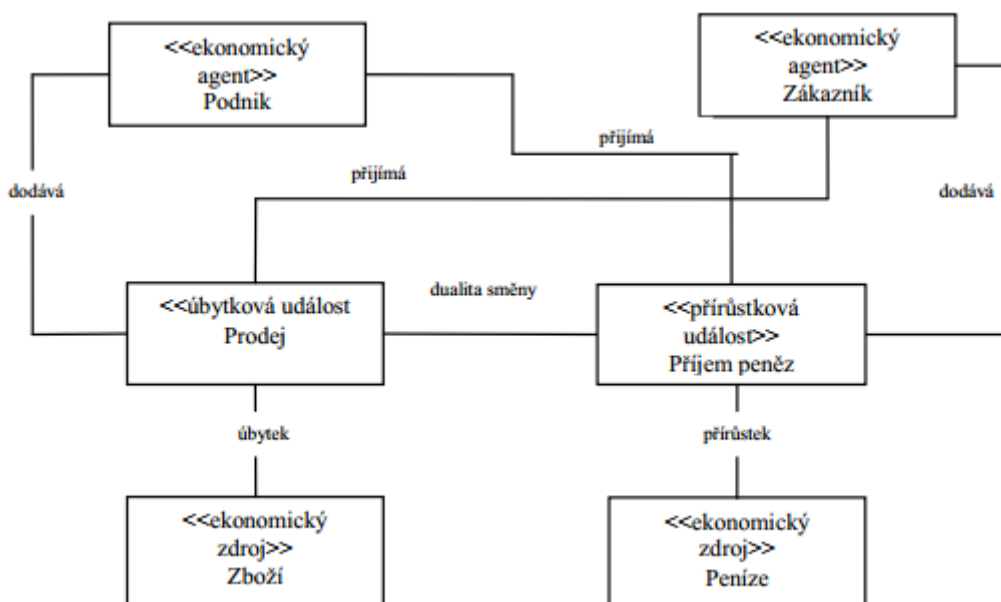 <<ekonomický
agent>>
Podnik
<<ekonomický
agent>>
Zákazník
přijímá
přijímá
dodává
dodává
<<úbytková událost
Prodej
dualita směny
<<přírůstková
událost>>
Příjem peněz
úbytek
přírůstek
<<ekonomický
zdroj>>
Zboží
<<ekonomický
zdroj>>
Peníze